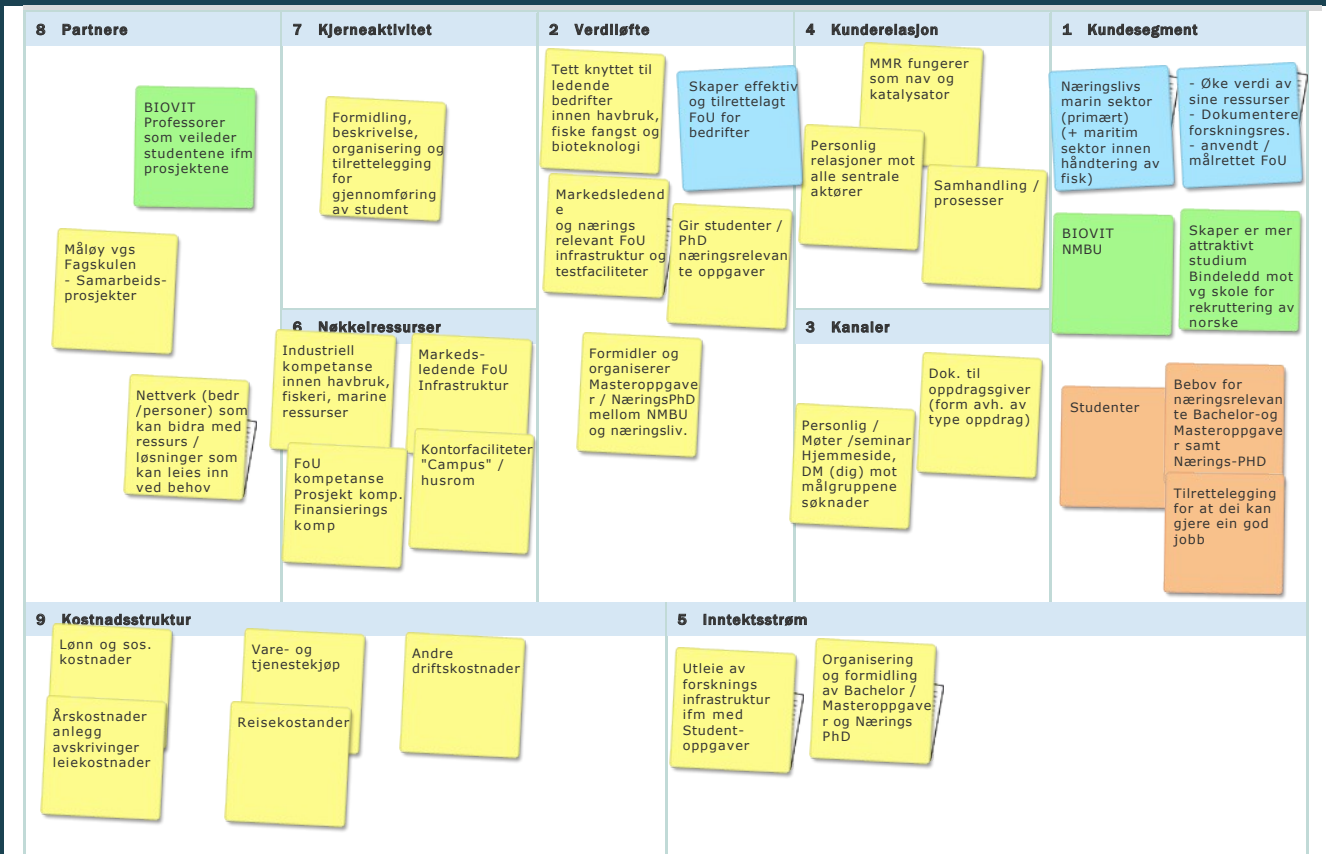 8 Partnere
BIOVIT
Professorer
som veileder
studentene ifm
prosjektene
Måløy vgs
Fagskulen
- Samarbeids-
prosjekter
Nettverk (bedr
/personer) som
kan bidra med
ressurs /
løsninger som
kan leies inn
ved behov
7 Kjerneaktivitet
Formidling,
beskrivelse,
organisering og
tilrettelegging
for
gjennomføring
av student
6 Nøkkelressurser
Industriell
kompetanse
innen havbruk,
fiskeri, marine
ressurser
Markeds-
ledende FoU
Infrastruktur
FoU
kompetanse
Prosjekt komp.
Finansierings
komp
Kontorfaciliteter
"Campus" /
husrom
2 Verdiløfte
Tett knyttet til
ledende
bedrifter
innen havbruk,
fiske fangst og
bioteknologi
Skaper effektiv
og tilrettelagt
FoU for
bedrifter
Markedsledend
e
og nærings
relevant FoU
infrastruktur og
testfaciliteter
Gir studenter /
PhD
næringsrelevan
te oppgaver
Formidler og
organiserer
Masteroppgave
r / NæringsPhD
mellom NMBU
og næringsliv.
4 Kunderelasjon
MMR fungerer
som nav og
katalysator
Personlig
relasjoner mot
alle sentrale
aktører
Samhandling /
prosesser
3 Kanaler
Dok. til
oppdragsgiver
(form avh. av
type oppdrag)
Personlig /
Møter /seminar
Hjemmeside,
DM (dig) mot
målgruppene
søknader
1 Kundesegment
Næringslivs
marin sektor
(primært)
(+ maritim
sektor innen
håndtering av
fisk)
- Øke verdi av
sine ressurser
- Dokumentere
forskningsres.
- anvendt /
målrettet FoU
BIOVIT
NMBU
Skaper er mer
attraktivt
studium
Bindeledd mot
vg skole for
rekruttering av
norske
Studenter
Bebov for
næringsrelevan
te Bachelor-og
Masteroppgave
r samt
Nærings-PHD
Tilrettelegging
for at dei kan
gjere ein god
jobb
9 Kostnadsstruktur
Lønn og sos.
kostnader
Årskostnader
anlegg
avskrivinger
leiekostnader
Vare- og
tjenestekjøp
Reisekostander
Andre
driftskostnader
5 Inntektsstrøm
Utleie av
forsknings
infrastruktur
ifm med
Student-
oppgaver
Organisering
og formidling
av Bachelor /
Masteroppgave
r og Nærings
PhD